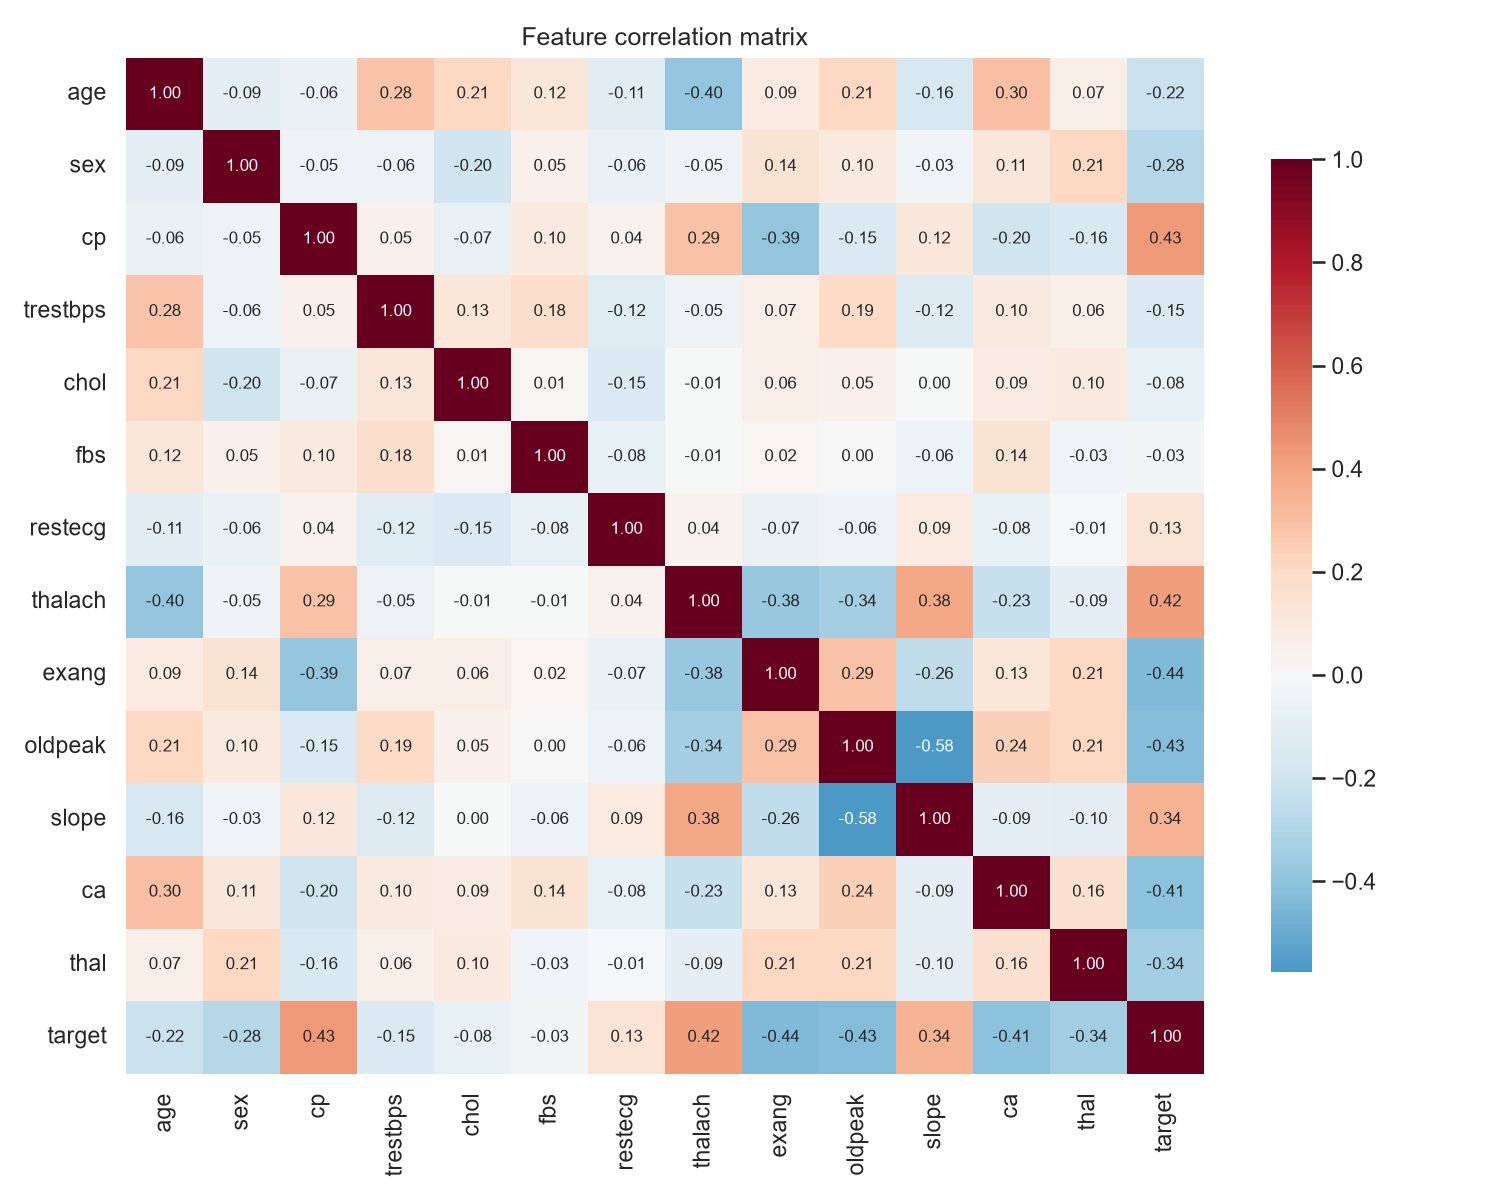 Feature correlation matrix
age 1.00 -0.09 -0.06 0.28 0.21 0.12 -0.11 -0.40 0.09 0.21 -0.16 0.30 0.07 -0.22
sex -0.09 1.00 -0.05 -0.06 -0.20 0.05 -0.06 -0.05 0.14 0.10 -0.03 0.11 0.21 -0.28
cp -0.06 -0.05 1.00 0.05 -0.07 0.10 0.04 0.29 -0.39 -0.15 0.12 -0.20 -0.16 0.43
trestbps 0.28 -0.06 0.05 1.00 0.13 0.18 -0.12 -0.05 0.07 0.19 -0.12 0.10 0.06 -0.15
chol 0.21 -0.20 -0.07 0.13 1.00 0.01 -0.15 -0.01 0.06 0.05 0.00 0.09 0.10 -0.08
fbs 0.12 0.05 0.10 0.18 0.01 1.00 -0.08 -0.01 0.02 0.00 -0.06 0.14 -0.03 -0.03
restecg -0.11 -0.06 0.04 -0.12 -0.15 -0.08 1.00 0.04 -0.07 -0.06 0.09 -0.08 -0.01 0.13
thalach -0.40 -0.05 0.29 -0.05 -0.01 -0.01 0.04 1.00 -0.38 -0.34 0.38 -0.23 -0.09 0.42
exang 0.09 0.14 -0.39 0.07 0.06 0.02 -0.07 -0.38 1.00 0.29 -0.26 0.13 0.21 -0.44
oldpeak 0.21 0.10 -0.15 0.19 0.05 0.00 -0.06 -0.34 0.29 1.00 -0.58 0.24 0.21 -0.43
slope -0.16 -0.03 0.12 -0.12 0.00 -0.06 0.09 0.38 -0.26 -0.58 1.00 -0.09 -0.10 0.34
ca 0.30 0.11 -0.20 0.10 0.09 0.14 -0.08 -0.23 0.13 0.24 -0.09 1.00 0.16 -0.41
thal 0.07 0.21 -0.16 0.06 0.10 -0.03 -0.01 -0.09 0.21 0.21 -0.10 0.16 1.00 -0.34
target -0.22 -0.28 0.43 -0.15 -0.08 -0.03 0.13 0.42 -0.44 -0.43 0.34 -0.41 -0.34 1.00
age sex cp trestbps chol fbs restecg thalach exang oldpeak slope ca thal target
1.0
0.8
0.6
0.4
0.2
0.0
−0.2
−0.4